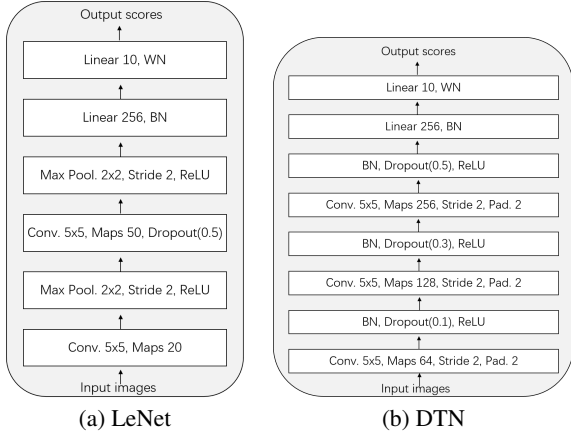 Output scores
Linear 10, WN
Linear 256, BN
Max Pool. 2x2, Stride 2, ReLU
Conv. 5x5, Maps 50, Dropout(0.5)
Max Pool. 2x2, Stride 2, ReLU
Conv. 5x5, Maps 20
Input images
(a) LeNet
Output scores
Linear 10, WN
Linear 256, BN
BN, Dropout(0.5), ReLU
Conv. 5x5, Maps 256, Stride 2, Pad. 2
BN, Dropout(0.3), ReLU
Conv. 5x5, Maps 128, Stride 2, Pad. 2
BN, Dropout(0.1), ReLU
Conv. 5x5, Maps 64, Stride 2, Pad. 2
Input images
(b) DTN